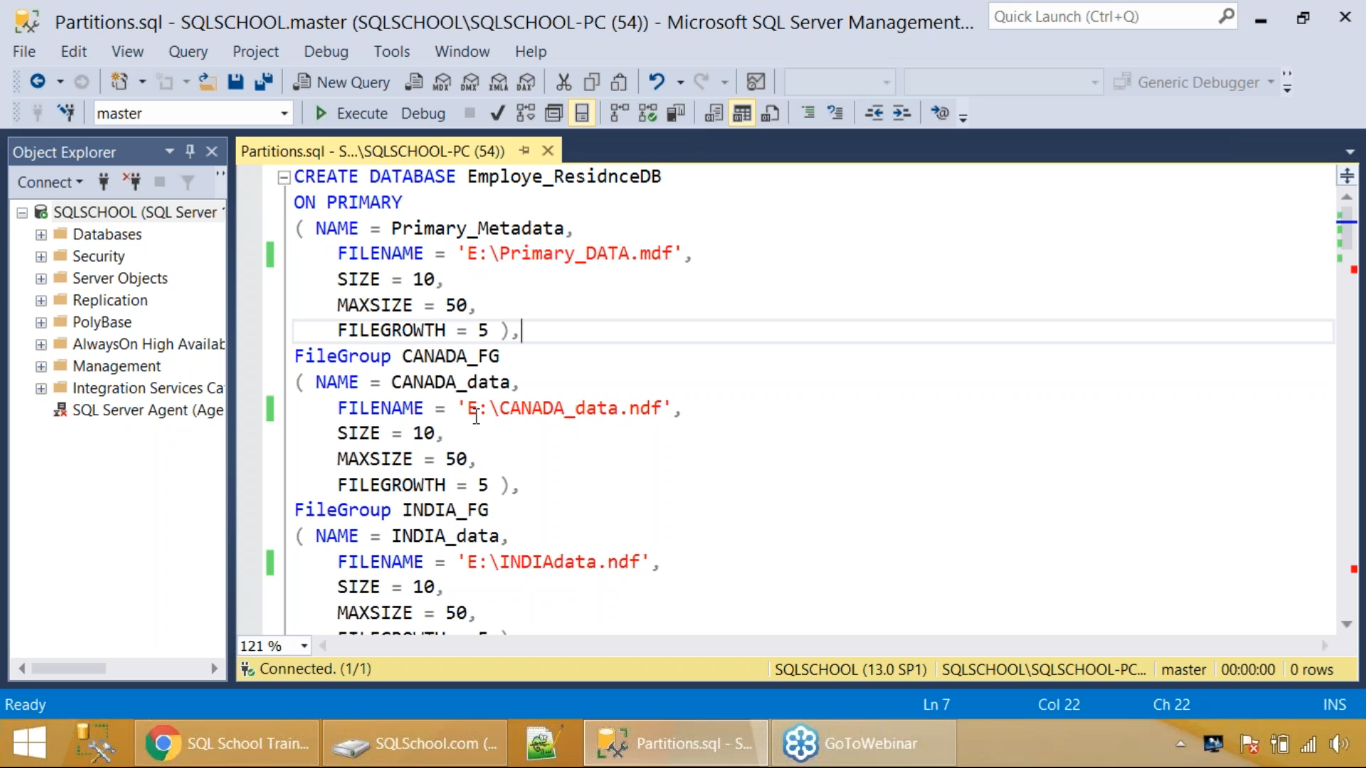 Partitions.sql - SQLSCHOOL.master (SQLSCHOOL\SQLSCHOOL-PC (54)) - Microsoft SQL Server Management...
Quick Launch (Ctrl+Q)
File Edit View Query Project Debug Tools Window Help
New Query
MDX DMX XMLA DAX
Generic Debugger
master
Execute Debug
Object Explorer
Partitions.sql - S...\SQLSCHOOL-PC (54))
Connect
SQLSCHOOL (SQL Server
Databases
Security
Server Objects
Replication
PolyBase
AlwaysOn High Availab
Management
Integration Services Ca
SQL Server Agent (Age
CREATE DATABASE Employe_ResidnceDB
ON PRIMARY
( NAME = Primary_Metadata,
FILENAME = 'E:\Primary_DATA.mdf',
SIZE = 10,
MAXSIZE = 50,
FILEGROWTH = 5 ),
FileGroup CANADA_FG
( NAME = CANADA_data,
FILENAME = 'E:\CANADA_data.ndf',
SIZE = 10,
MAXSIZE = 50,
FILEGROWTH = 5 ),
FileGroup INDIA_FG
( NAME = INDIA_data,
FILENAME = 'E:\INDIAdata.ndf',
SIZE = 10,
MAXSIZE = 50,
121 %
Connected. (1/1)
SQLSCHOOL (13.0 SP1) SQLSCHOOL\SQLSCHOOL-PC... master 00:00:00 0 rows
Ready
Ln 7 Col 22 Ch 22 INS
SQL School Train...
SQLSchool.com (...
Partitions.sql - S...
GoToWebinar